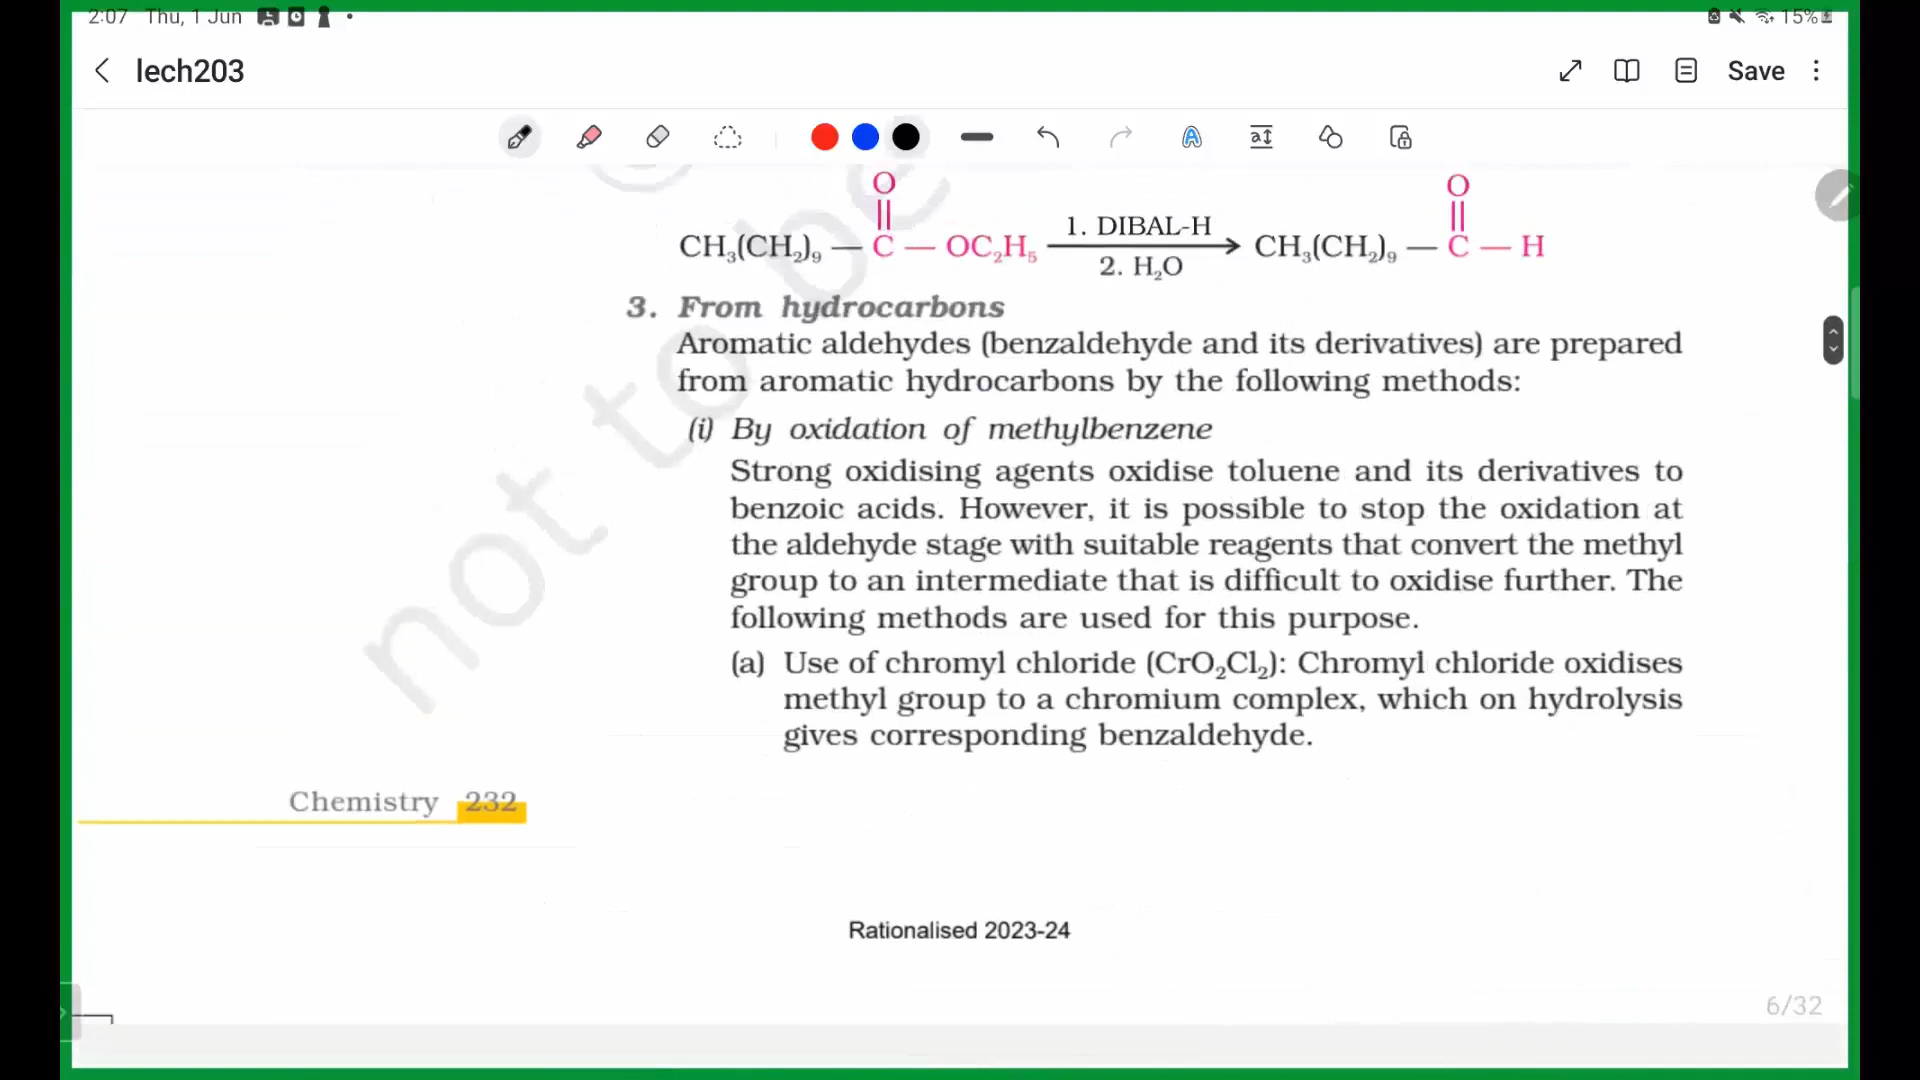 2:07 Thu, 1 Jun
15%
lech203
Save
O
O
CH₃(CH₂)₉ — C — OC₂H₅ 1. DIBAL-H 2. H₂O → CH₃(CH₂)₉ — C — H
3. From hydrocarbons
Aromatic aldehydes (benzaldehyde and its derivatives) are prepared
from aromatic hydrocarbons by the following methods:
(i) By oxidation of methylbenzene
Strong oxidising agents oxidise toluene and its derivatives to
benzoic acids. However, it is possible to stop the oxidation at
the aldehyde stage with suitable reagents that convert the methyl
group to an intermediate that is difficult to oxidise further. The
following methods are used for this purpose.
(a) Use of chromyl chloride (CrO₂Cl₂): Chromyl chloride oxidises
methyl group to a chromium complex, which on hydrolysis
gives corresponding benzaldehyde.
not to be
Chemistry 232
Rationalised 2023-24
6/32